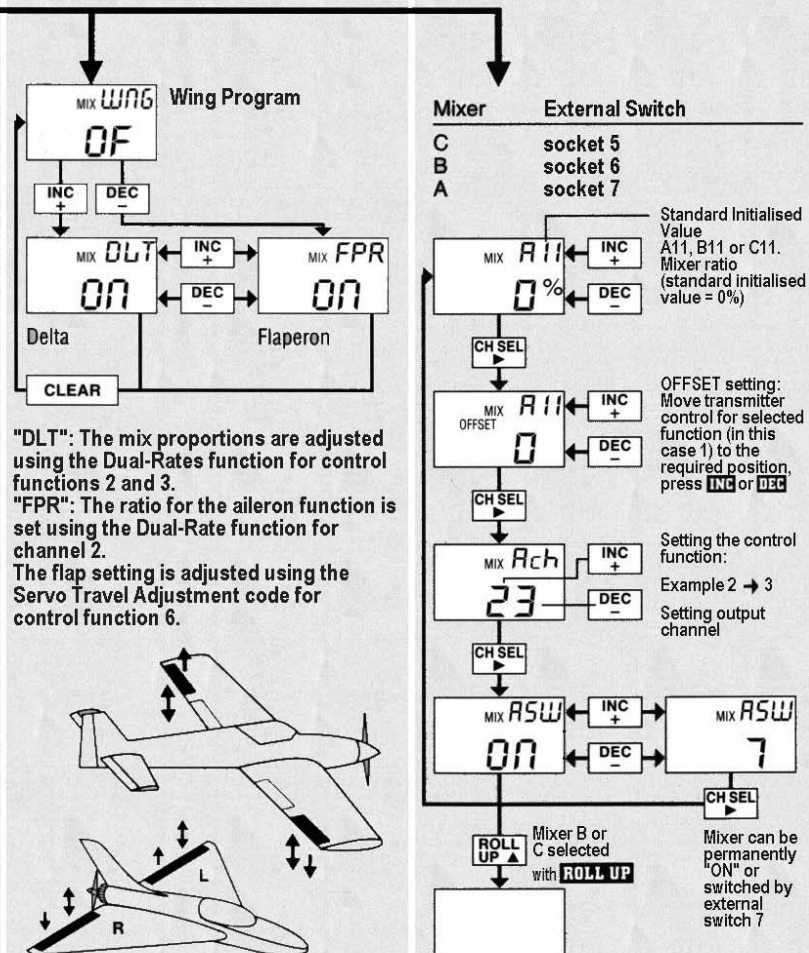 MIX WNG
OF
Wing Program
INC
+
DEC
–
MIX DLT
ON
INC
+
DEC
–
MIX FPR
ON
Delta
Flaperon
CLEAR
"DLT": The mix proportions are adjusted
using the Dual-Rates function for control
functions 2 and 3.
"FPR": The ratio for the aileron function is
set using the Dual-Rate function for
channel 2.
The flap setting is adjusted using the
Servo Travel Adjustment code for
control function 6.
L
R
Mixer External Switch
C socket 5
B socket 6
A socket 7
MIX A11
0%
INC
+
DEC
–
Standard Initialised
Value
A11, B11 or C11.
Mixer ratio
(standard initialised
value = 0%)
CH SEL
▶
MIX A11
OFFSET
0
INC
+
DEC
–
OFFSET setting:
Move transmitter
control for selected
function (in this
case 1) to the
required position,
press INC or DEC
CH SEL
▶
MIX Ach
23
INC
+
DEC
–
Setting the control
function:
Example 2 → 3
Setting output
channel
CH SEL
▶
MIX ASW
ON
INC
+
DEC
–
MIX ASW
7
CH SEL
▶
ROLL
UP ▲
Mixer B or
C selected
with ROLL UP
Mixer can be
permanently
"ON" or
switched by
external
switch 7